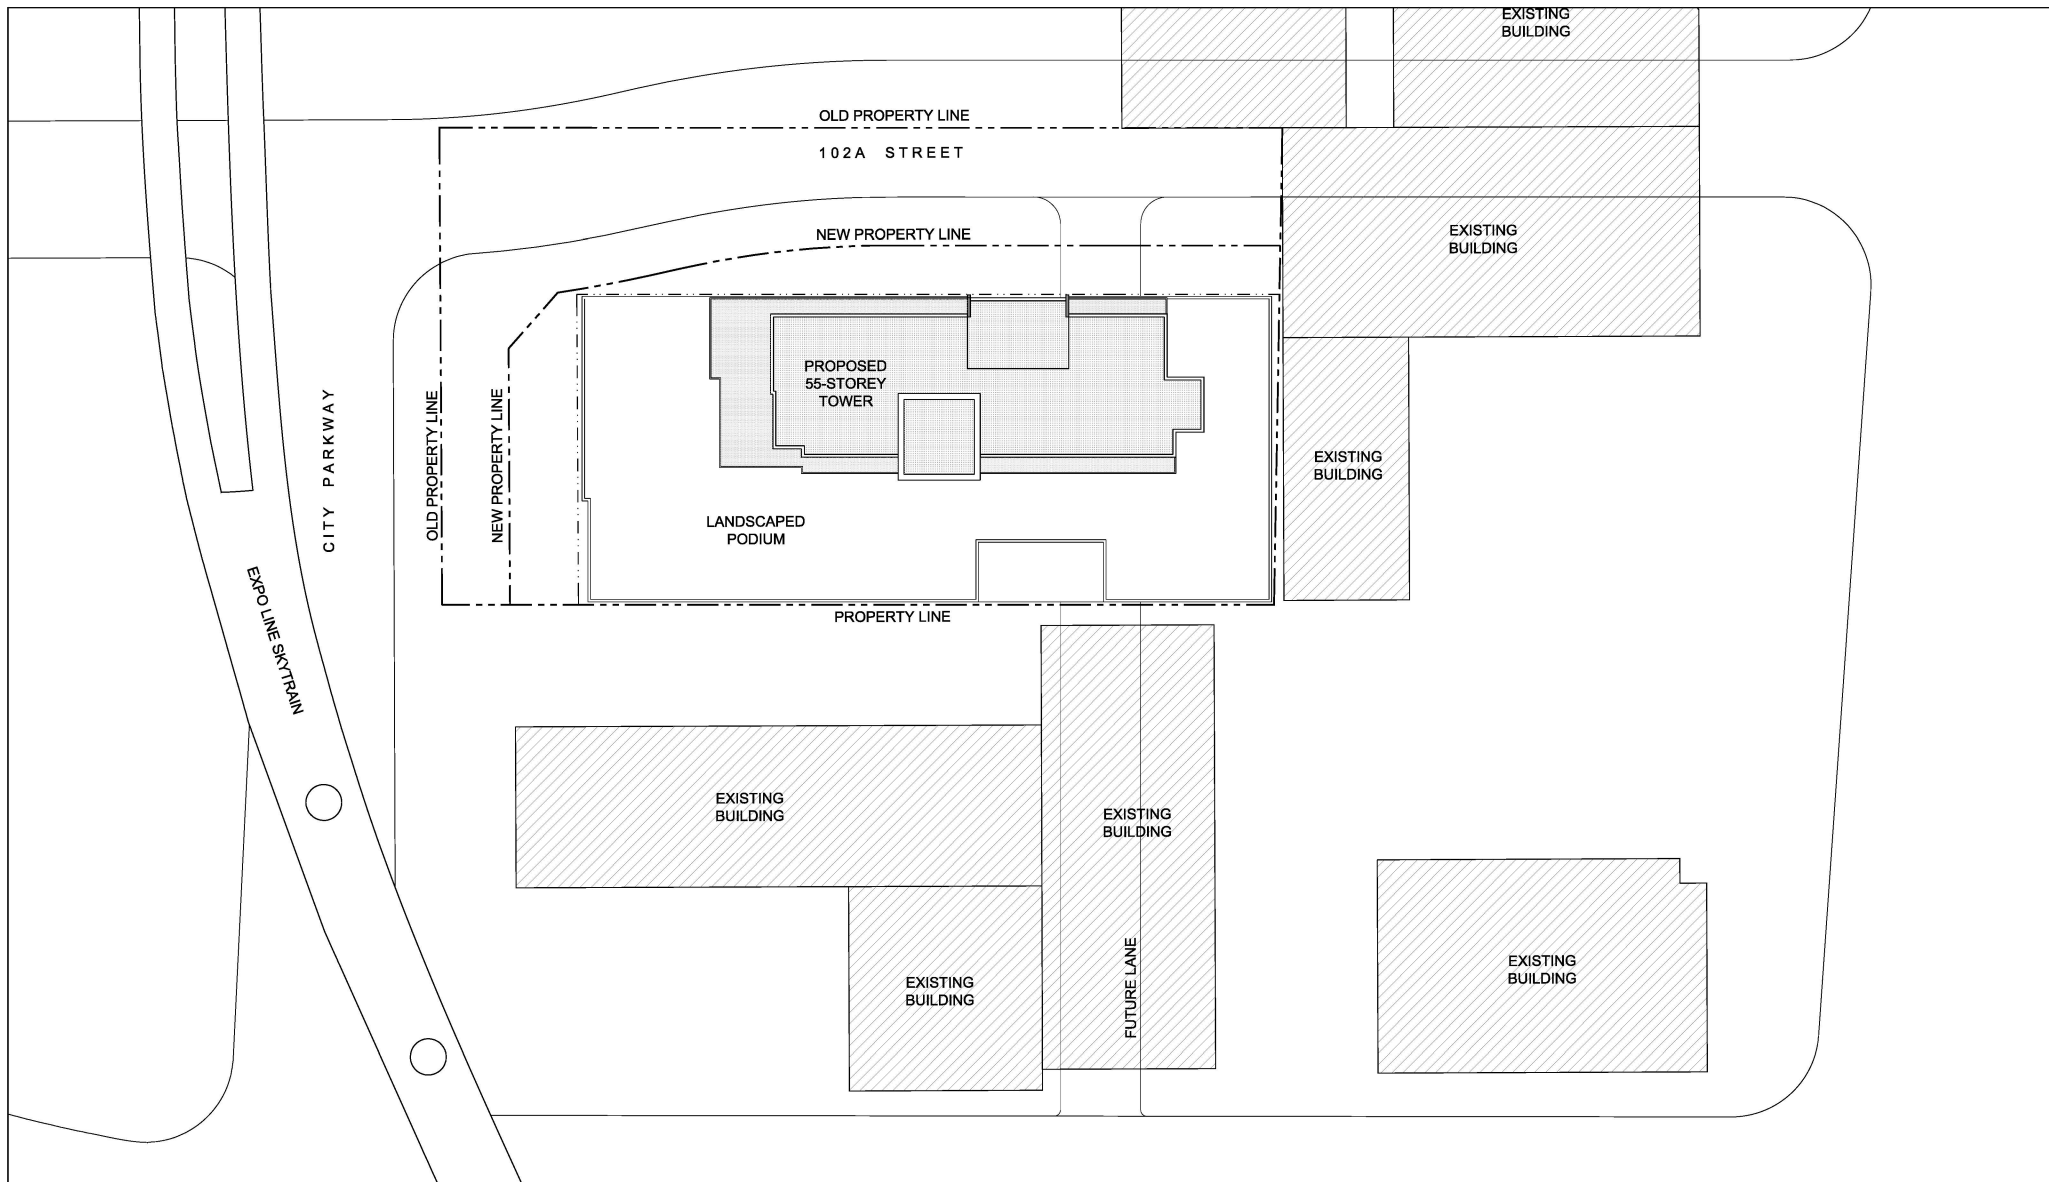 EXISTING
BUILDING
OLD PROPERTY LINE
102A STREET
NEW PROPERTY LINE
EXISTING
BUILDING
PROPOSED
55-STOREY
TOWER
CITY PARKWAY
OLD PROPERTY LINE
NEW PROPERTY LINE
EXISTING
BUILDING
LANDSCAPED
PODIUM
EXPO LINE SKYTRAIN
PROPERTY LINE
EXISTING
BUILDING
EXISTING
BUILDING
EXISTING
BUILDING
FUTURE LANE
EXISTING
BUILDING